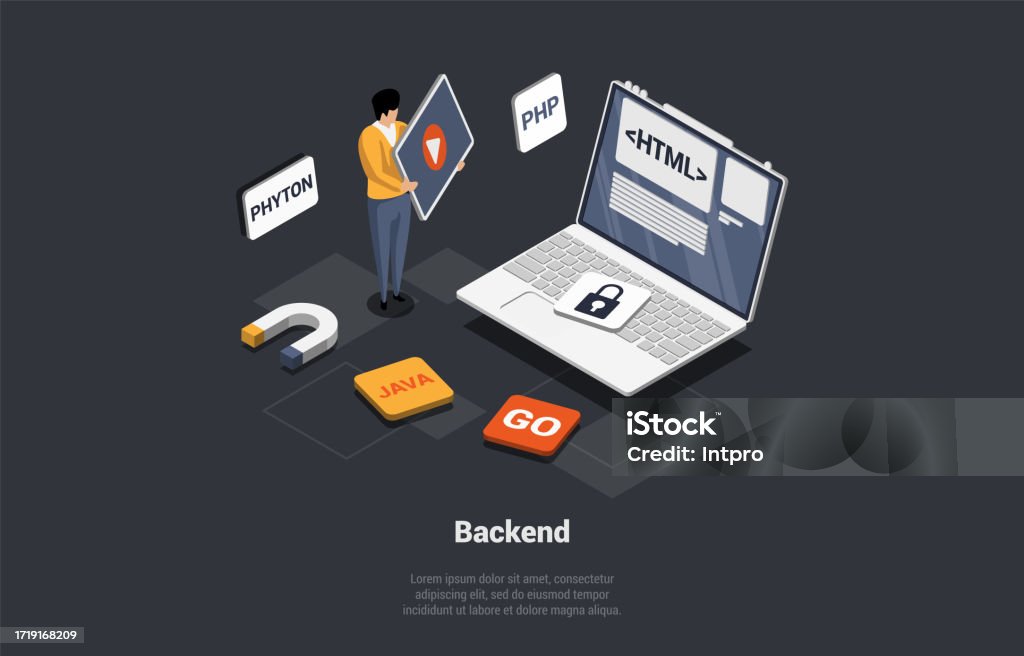 PHP
<HTML>
PHYTON
JAVA
GO
iStock™
Credit: Intpro
Backend
Lorem ipsum dolor sit amet, consectetur
adipiscing elit, sed do eiusmod tempor
incididunt ut labore et dolore magna aliqua.
1719168209